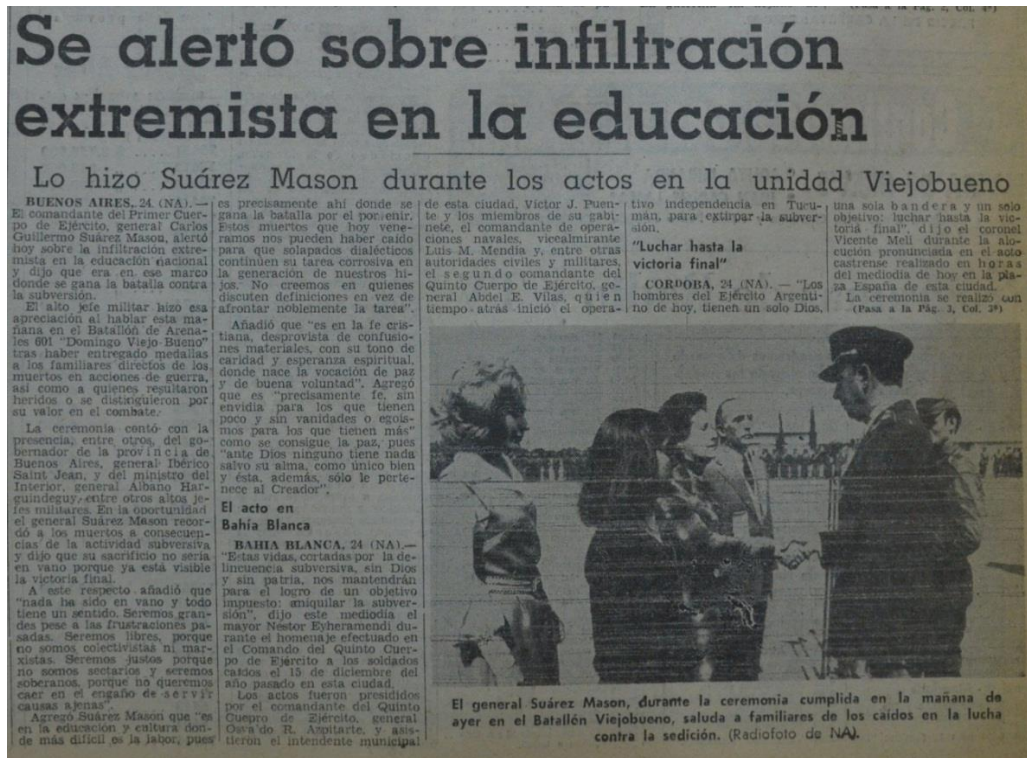 (Pasa a la Pág. 2, Col. 4ª)
Se alertó sobre infiltración
extremista en la educación
Lo hizo Suárez Mason durante los actos en la unidad Viejobueno
BUENOS AIRES, 24 (NA).—
El comandante del Primer Cuer-
po de Ejército, general Carlos
Guillermo Suárez Mason, alertó
hoy sobre la infiltración extre-
mista en la educación nacional
y dijo que era en ese marco
donde se gana la batalla contra
la subversión.
El alto jefe militar hizo esa
apreciación al hablar esta ma-
ñana en el Batallón de Arena-
les 601 "Domingo Viejo Bueno"
tras haber entregado medallas
a los familiares directos de los
muertos en acciones de guerra,
así como a quienes resultaron
heridos o se distinguieron por
su valor en el combate.
La ceremonia contó con la
presencia, entre otros, del go-
bernador de la provincia de
Buenos Aires, general Ibérico
Saint Jean, y del ministro del
Interior, general Albano Har-
guindeguy, entre otros altos je-
fes militares. En la oportunidad
el general Suárez Mason recor-
dó a los muertos a consecuen-
cias de la actividad subversiva
y dijo que su sacrificio no sería
en vano porque ya está visible
la victoria final.
A este respecto añadió que
"nada ha sido en vano y todo
tiene un sentido. Seremos gran-
des pese a las frustraciones pa-
sadas. Seremos libres, porque
no somos colectivistas ni mar-
xistas. Seremos justos porque
no somos sectarios y seremos
soberanos, porque no queremos
caer en el engaño de servir
causas ajenas".
Agregó Suárez Mason que "es
en la educación y cultura don-
de más difícil es la labor, pues
es precisamente ahí donde se
gana la batalla por el porvenir.
Estos muertos que hoy vene-
ramos no pueden haber caído
para que solapados dialécticos
continúen su tarea corrosiva en
la generación de nuestros hi-
jos. No creemos en quienes
discuten definiciones en vez de
afrontar noblemente la tarea".
Añadió que "es en la fe cris-
tiana, desprovista de confusio-
nes materiales, con su tono de
caridad y esperanza espiritual,
donde nace la vocación de paz
y de buena voluntad". Agregó
que es "precisamente fe, sin
envidia para los que tienen
poco y sin vanidades o egoís-
mos para los que tienen más"
como se consigue la paz, pues
"ante Dios ninguno tiene nada
salvo su alma, como único bien
y ésta, además, sólo le perte-
nece al Creador".
El acto en
Bahía Blanca
BAHIA BLANCA, 24 (NA).—
"Estas vidas, cortadas por la de-
lincuencia subversiva, sin Dios
y sin patria, nos mantendrán
para el logro de un objetivo
impuesto: aniquilar la subver-
sión", dijo este mediodía el
mayor Néstor Eyheramendi du-
rante el homenaje efectuado en
el Comando del Quinto Cuer-
po de Ejército a los soldados
caídos el 15 de diciembre del
año pasado en esta ciudad.
Los actos fueron presididos
por el comandante del Quinto
Cuepro de Ejército, general
Osvaldo R. Azpitarte, y asis-
tieron el intendente municipal
de esta ciudad, Víctor J. Puen-
te y los miembros de su gabi-
nete, el comandante de opera-
ciones navales, vicealmirante
Luis M. Mendía y, entre otras
autoridades civiles y militares,
el segundo comandante del
Quinto Cuerpo de Ejército, ge-
neral Abdel E. Vilas, quien
tiempo atrás inició el opera-
tivo independencia en Tucu-
mán, para extirpar la subver-
sión.
"Luchar hasta la
victoria final"
CORDOBA, 24 (NA). — "Los
hombres del Ejército Argenti-
no de hoy, tienen un solo Dios,
una sola bandera y un solo
objetivo: luchar hasta la victo-
ria final", dijo el coronel
Vicente Meli durante la alo-
cución pronunciada en el acto
castrense realizado en horas
del mediodía de hoy en la pla-
za España de esta ciudad.
La ceremonia se realizó con
(Pasa a la Pág. 3, Col. 2ª)
El general Suárez Mason, durante la ceremonia cumplida en la mañana de
ayer en el Batallón Viejobueno, saluda a familiares de los caídos en la lucha
contra la sedición. (Radiofoto de NA).